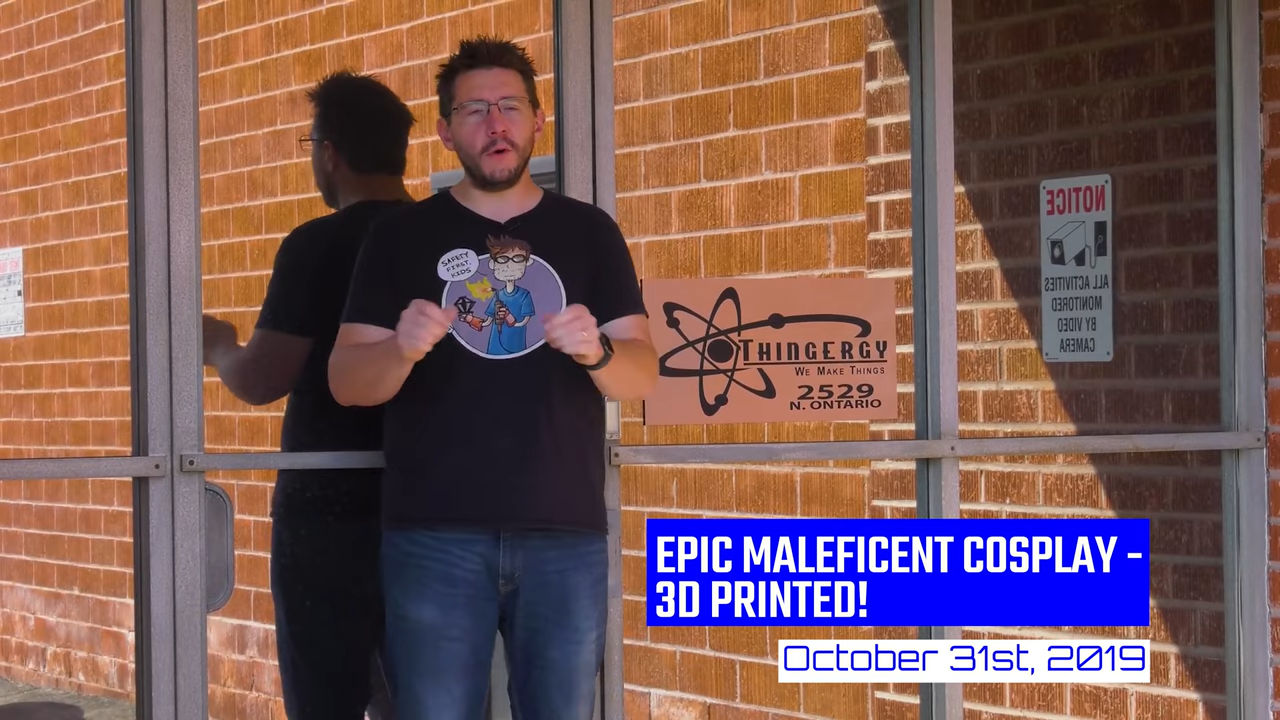 SAFETY
FIRST,
KIDS
THINGERGY
WE MAKE THINGS
2529
N. ONTARIO
NOTICE
ALL ACTIVITIES
MONITORED
BY VIDEO
CAMERA
EPIC MALEFICENT COSPLAY -
3D PRINTED!
October 31st, 2019